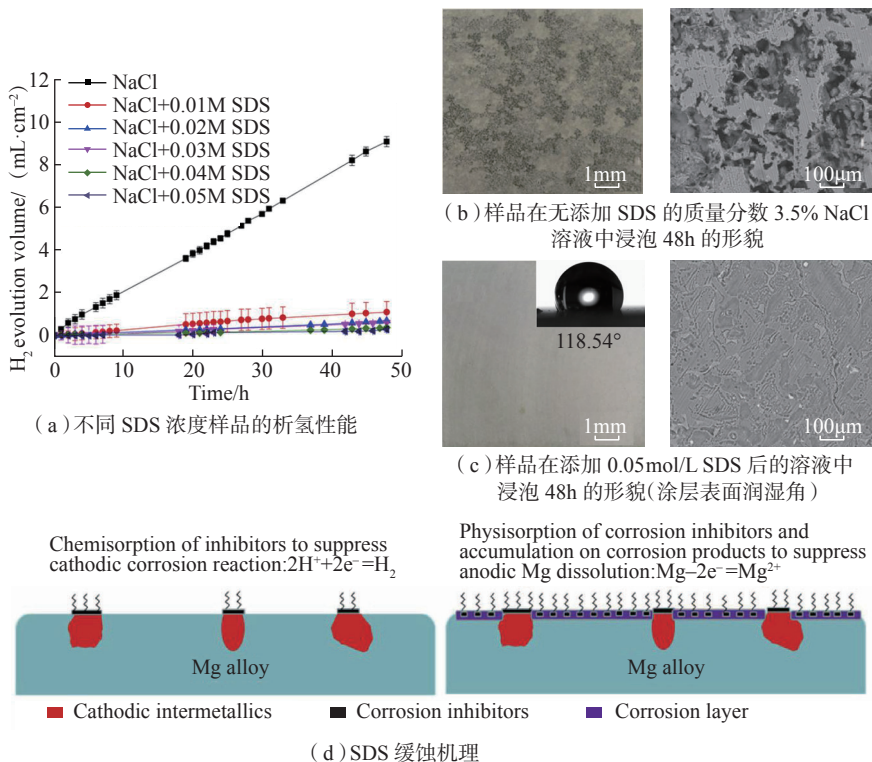 H₂ evolution volume/（mL·cm⁻²）
12
10
8
6
4
2
0
0
10
20
30
40
50
Time/h
NaCl
NaCl+0.01M SDS
NaCl+0.02M SDS
NaCl+0.03M SDS
NaCl+0.04M SDS
NaCl+0.05M SDS
（a）不同 SDS 浓度样品的析氢性能
1mm
100μm
（b）样品在无添加 SDS 的质量分数 3.5% NaCl
溶液中浸泡 48h 的形貌
118.54°
1mm
100μm
（c）样品在添加 0.05mol/L SDS 后的溶液中
浸泡 48h 的形貌（涂层表面润湿角）
Chemisorption of inhibitors to suppress
cathodic corrosion reaction:2H⁺+2e⁻=H₂
Mg alloy
Physisorption of corrosion inhibitors and
accumulation on corrosion products to suppress
anodic Mg dissolution:Mg–2e⁻=Mg²⁺
Mg alloy
Cathodic intermetallics
Corrosion inhibitors
Corrosion layer
（d）SDS 缓蚀机理